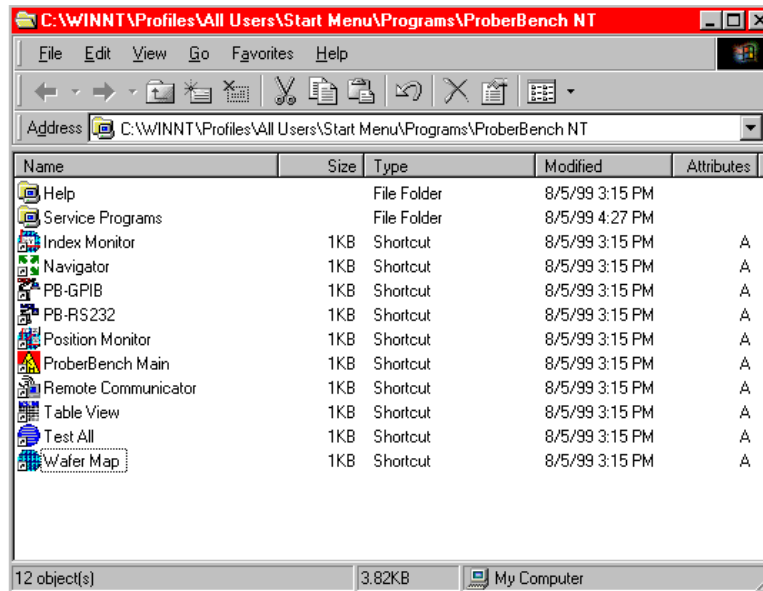 C:\WINNT\Profiles\All Users\Start Menu\Programs\ProberBench NT
File Edit View Go Favorites Help
Address C:\WINNT\Profiles\All Users\Start Menu\Programs\ProberBench NT
Name Size Type Modified Attributes
Help File Folder 8/5/99 3:15 PM
Service Programs File Folder 8/5/99 4:27 PM
Index Monitor 1KB Shortcut 8/5/99 3:15 PM A
Navigator 1KB Shortcut 8/5/99 3:15 PM A
PB-GPIB 1KB Shortcut 8/5/99 3:15 PM A
PB-RS232 1KB Shortcut 8/5/99 3:15 PM A
Position Monitor 1KB Shortcut 8/5/99 3:15 PM A
ProberBench Main 1KB Shortcut 8/5/99 3:15 PM A
Remote Communicator 1KB Shortcut 8/5/99 3:15 PM A
Table View 1KB Shortcut 8/5/99 3:15 PM A
Test All 1KB Shortcut 8/5/99 3:15 PM A
Wafer Map 1KB Shortcut 8/5/99 3:15 PM A
12 object(s) 3.82KB My Computer